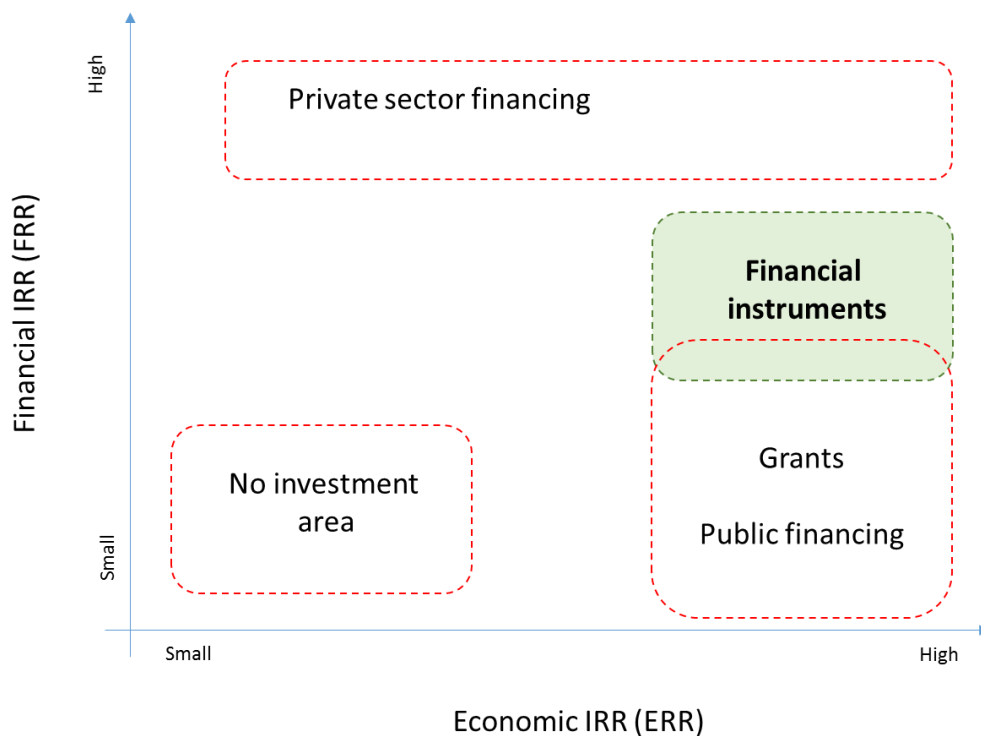 High
Private sector financing
Financial IRR (FRR)
Financial
instruments
No investment
area
Grants
Public financing
Small
Small
High
Economic IRR (ERR)